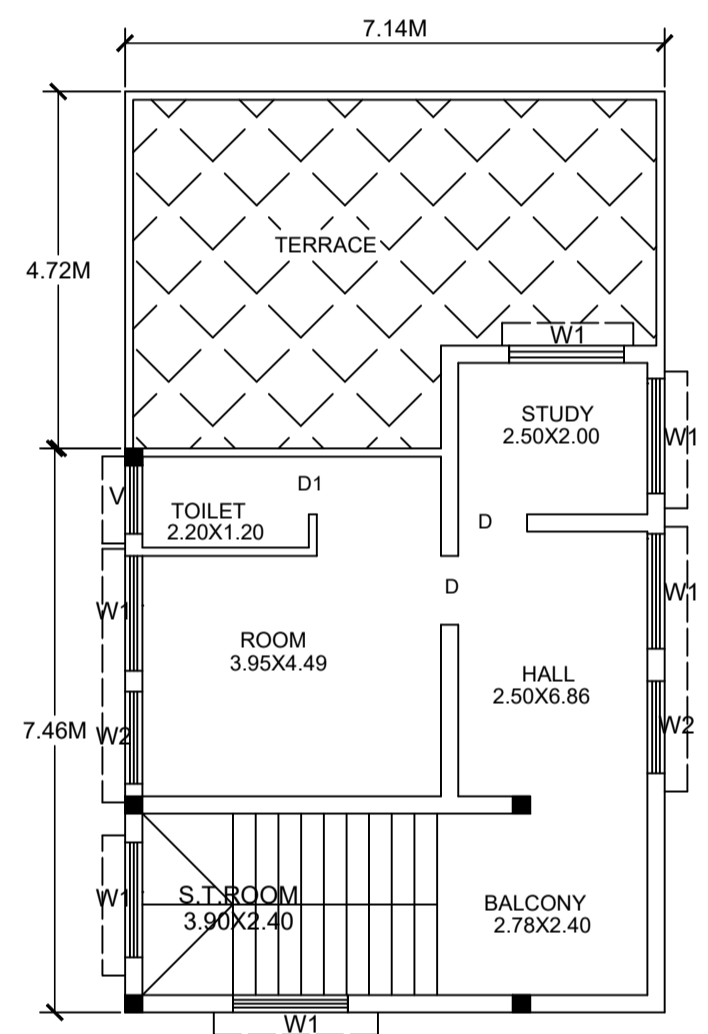 7.14M
TERRACE
4.72M
W1
STUDY
2.50X2.00
W1
D1
V
TOILET
2.20X1.20
D
D
W1
W1
ROOM
3.95X4.49
HALL
2.50X6.86
7.46M
W2
W2
S.T.ROOM
3.90X2.40
W1
BALCONY
2.78X2.40
W1